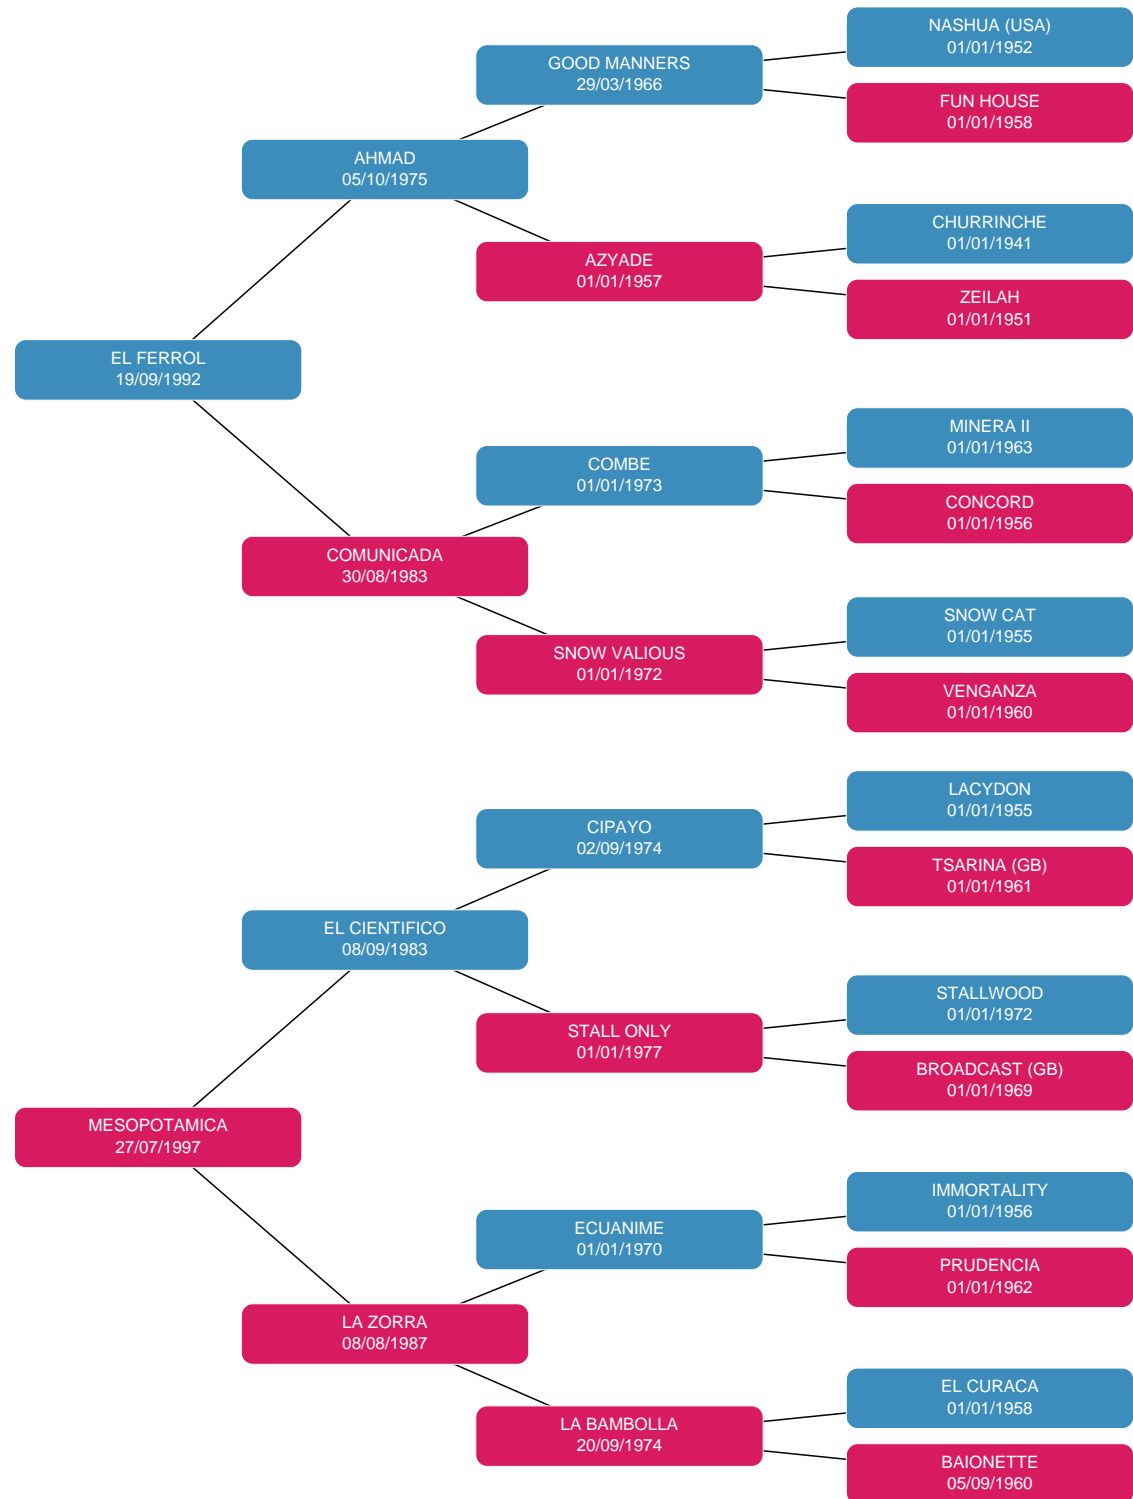 NASHUA (USA)
01/01/1952
GOOD MANNERS
29/03/1966
FUN HOUSE
01/01/1958
AHMAD
05/10/1975
CHURRINCHE
01/01/1941
AZYADE
01/01/1957
ZEILAH
01/01/1951
EL FERROL
19/09/1992
MINERA II
01/01/1963
COMBE
01/01/1973
CONCORD
01/01/1956
COMUNICADA
30/08/1983
SNOW CAT
01/01/1955
SNOW VALIOUS
01/01/1972
VENGANZA
01/01/1960
LACYDON
01/01/1955
CIPAYO
02/09/1974
TSARINA (GB)
01/01/1961
EL CIENTIFICO
08/09/1983
STALLWOOD
01/01/1972
STALL ONLY
01/01/1977
BROADCAST (GB)
01/01/1969
MESOPOTAMICA
27/07/1997
IMMORTALITY
01/01/1956
ECUANIME
01/01/1970
PRUDENCIA
01/01/1962
LA ZORRA
08/08/1987
EL CURACA
01/01/1958
LA BAMBOLLA
20/09/1974
BAIONETTE
05/09/1960